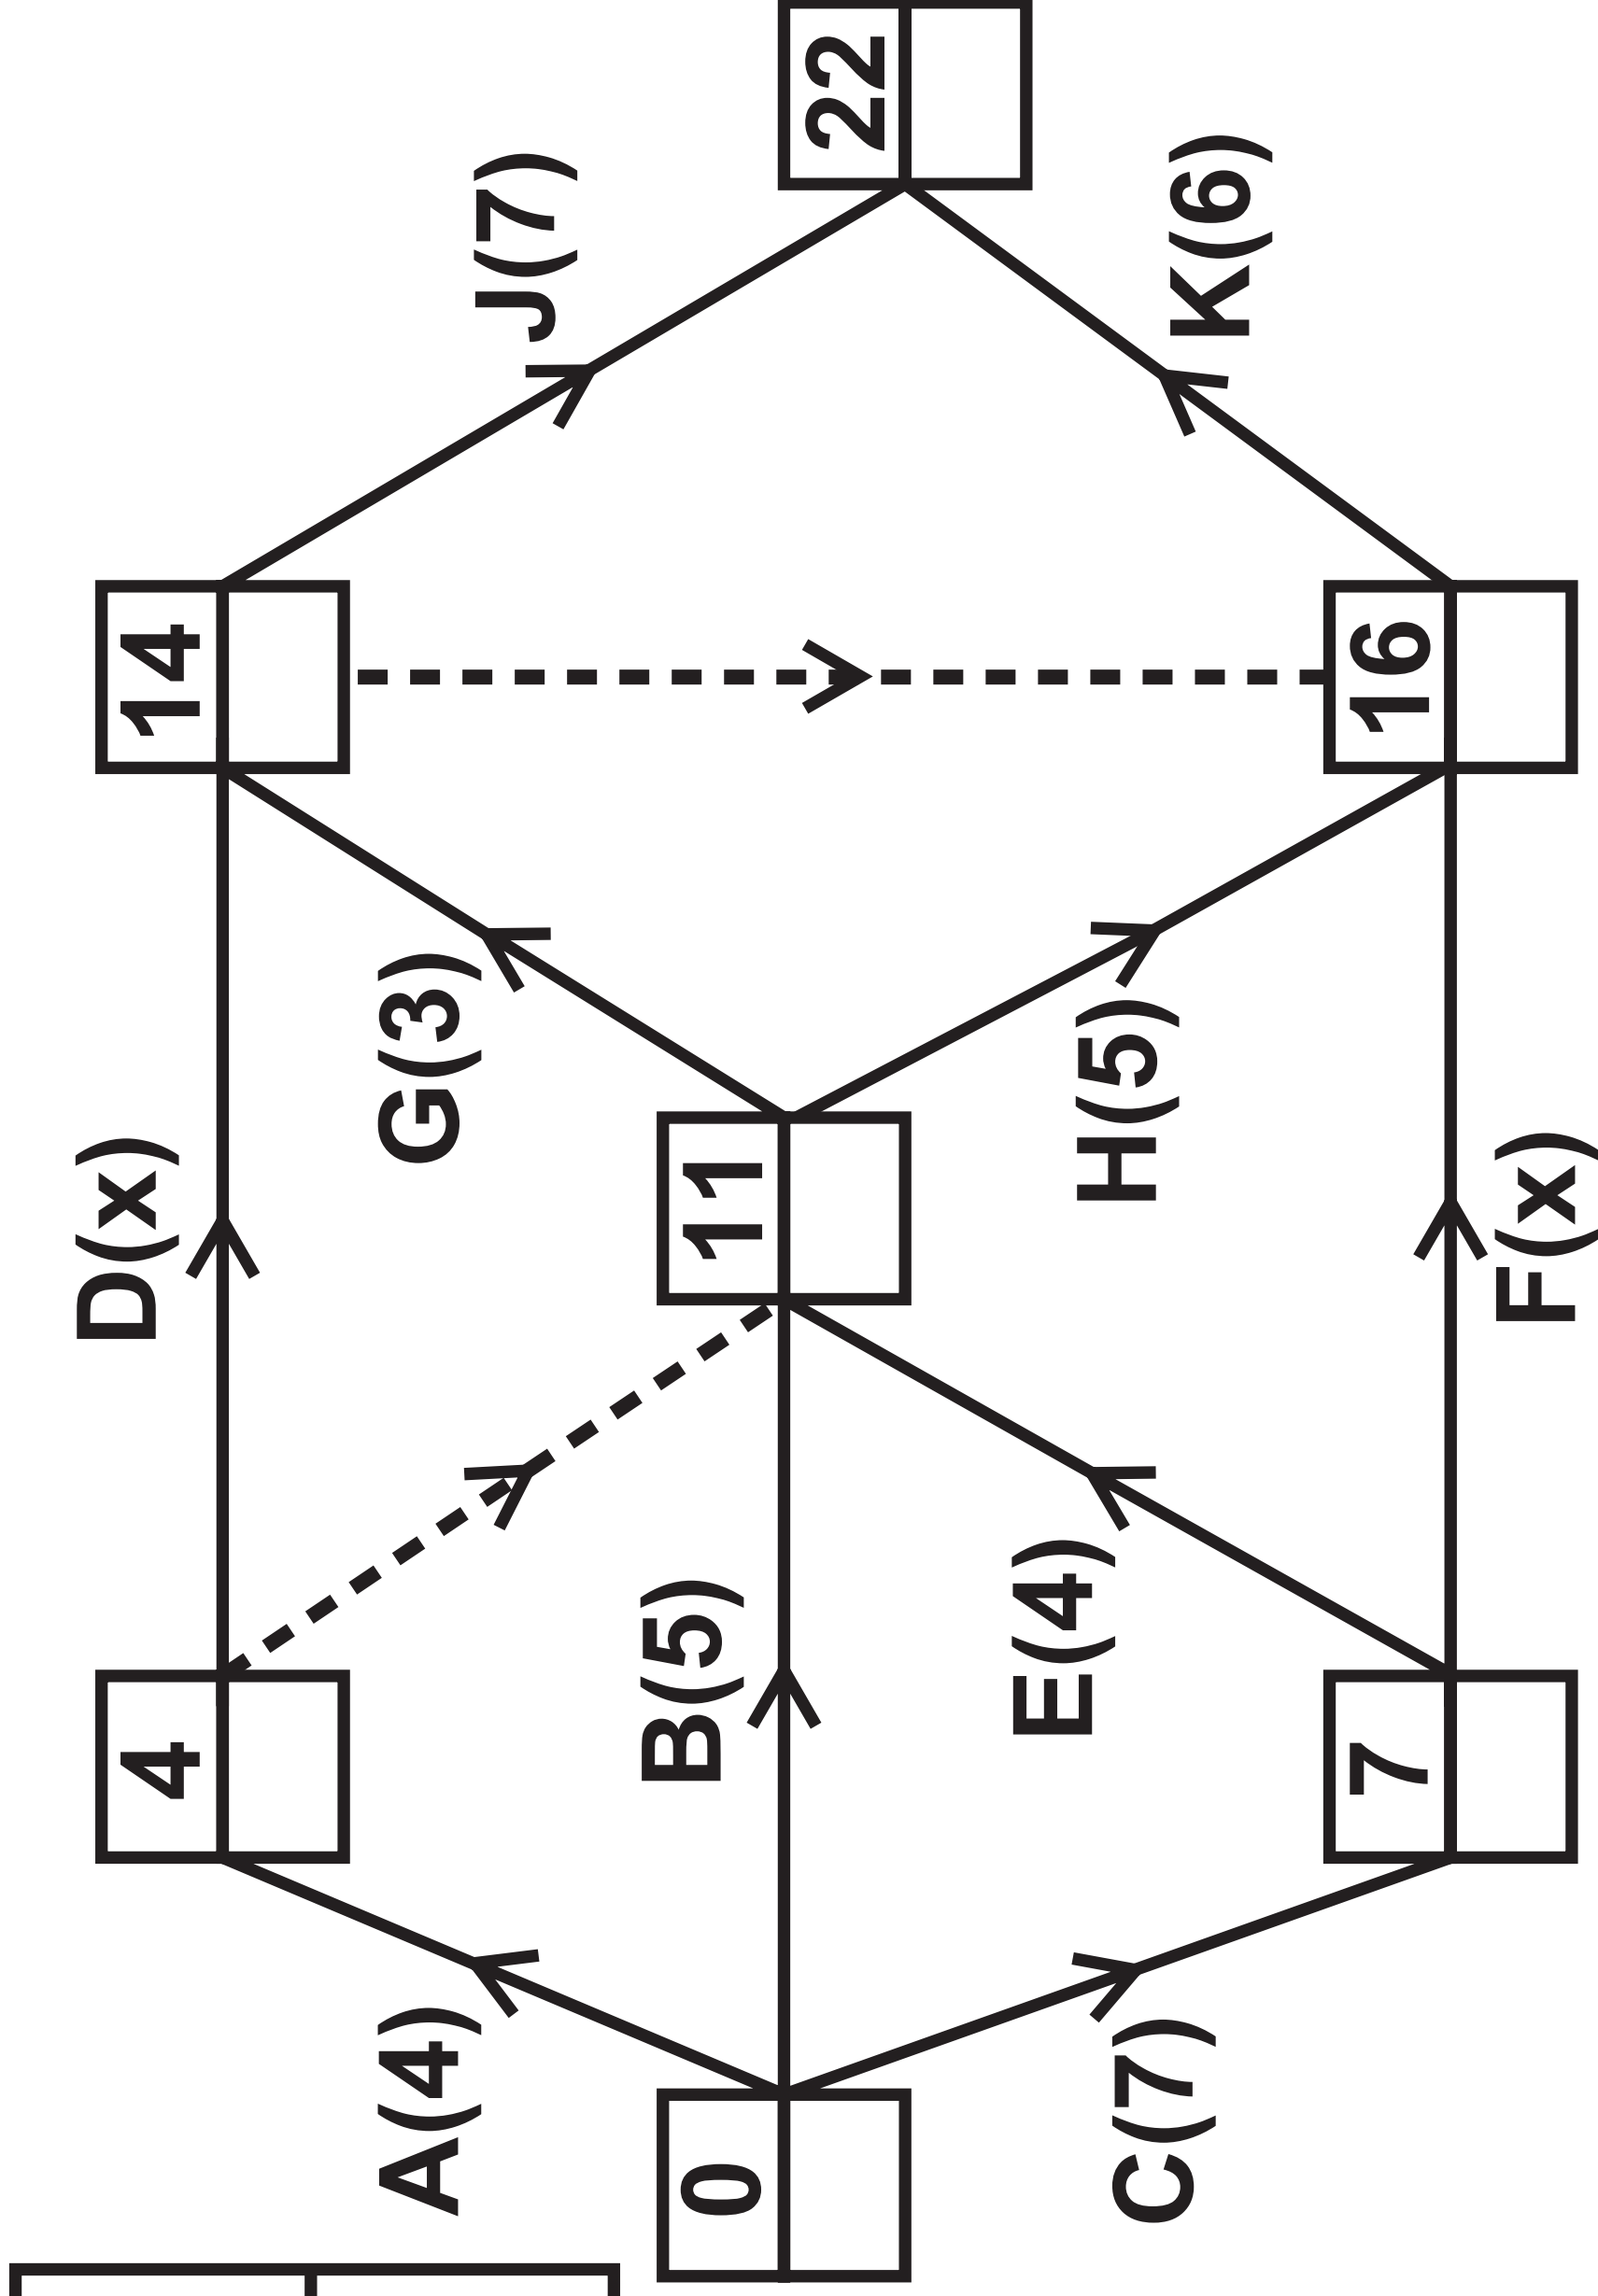 D(x)
4
14
A(4)
G(3)
J(7)
B(5)
0
11
22
E(4)
H(5)
C(7)
K(6)
7
16
F(x)